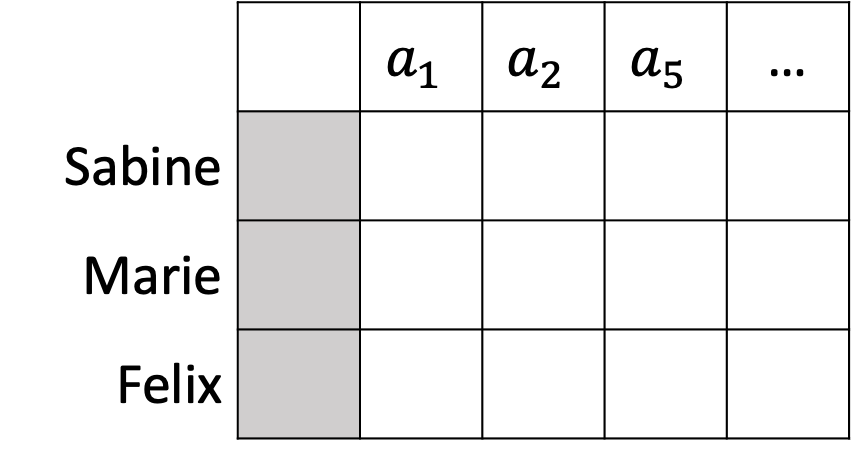 a₁ a₂ a₅ ...
Sabine
Marie
Felix